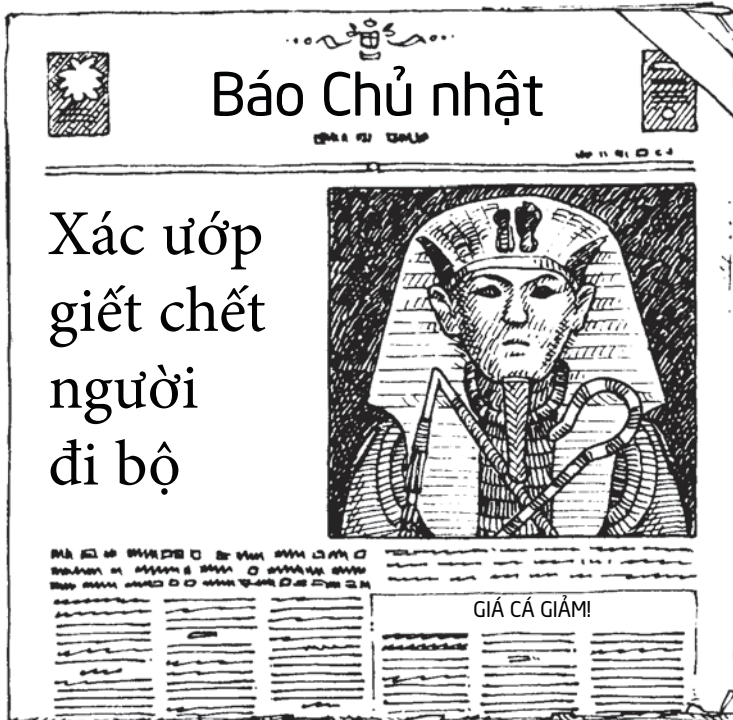 Báo Chủ nhật
Xác ướp
giết chết
người
đi bộ
GIÁ CÁ GIẢM!